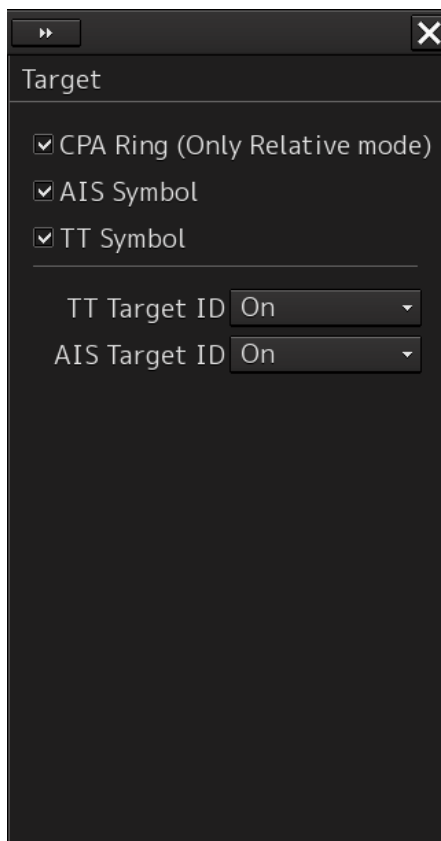 Target
CPA Ring (Only Relative mode)
AIS Symbol
TT Symbol
TT Target ID On
AIS Target ID On